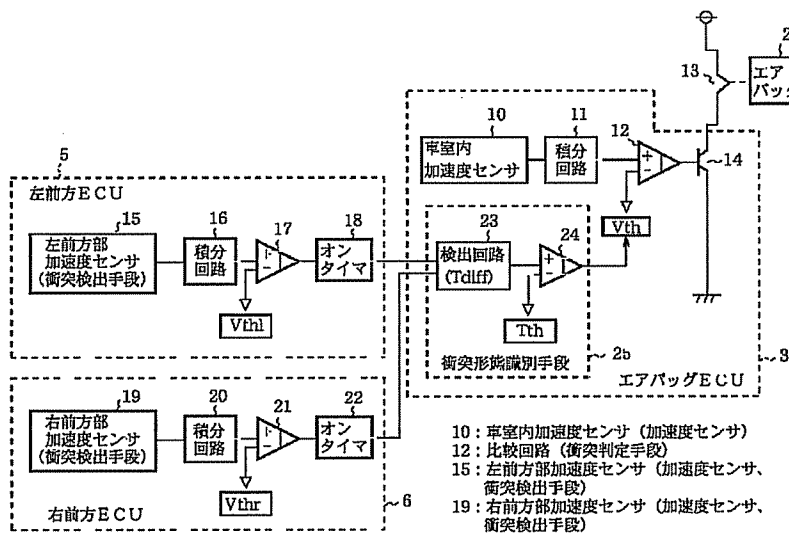 2
エア
バッグ
13
10
車室内
加速度センサ
11
積分
回路
12
+
−
14
Vth
5
左前方ECU
15
左前方部
加速度センサ
(衝突検出手段)
16
積分
回路
17
+
−
18
オン
タイマ
Vthl
23
検出回路
(Tdiff)
24
+
−
Tth
衝突形態識別手段
25
エアバッグECU
3
19
右前方部
加速度センサ
(衝突検出手段)
20
積分
回路
21
+
−
22
オン
タイマ
Vthr
右前方ECU
6
10：車室内加速度センサ（加速度センサ）
12：比較回路（衝突判定手段）
15：左前方部加速度センサ（加速度センサ、
衝突検出手段）
19：右前方部加速度センサ（加速度センサ、
衝突検出手段）